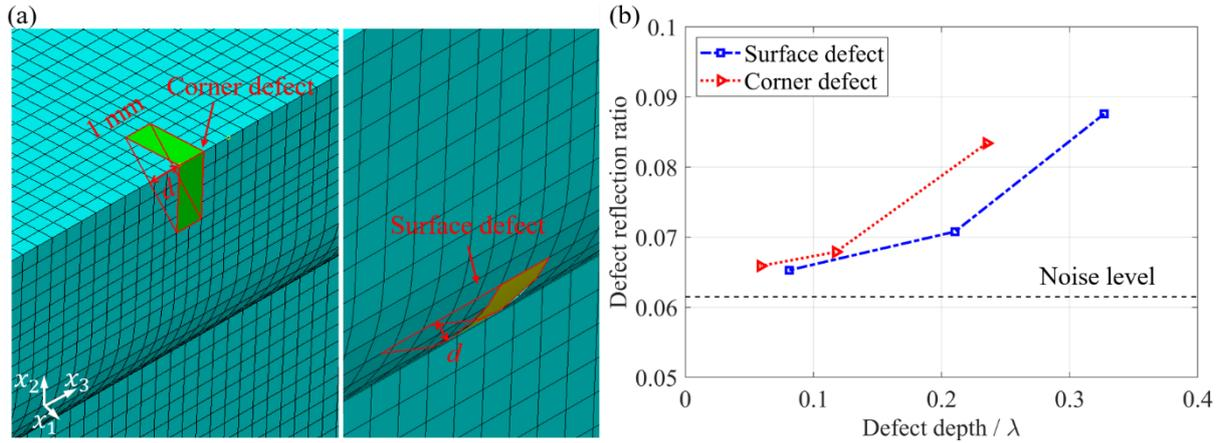 (a)
Corner defect
1 mm
d
x₂
x₃
x₁
Surface defect
d
(b)
Defect reflection ratio
0.1
0.09
0.08
0.07
0.06
0.05
Surface defect
Corner defect
Noise level
0
0.1
0.2
0.3
0.4
Defect depth / λ